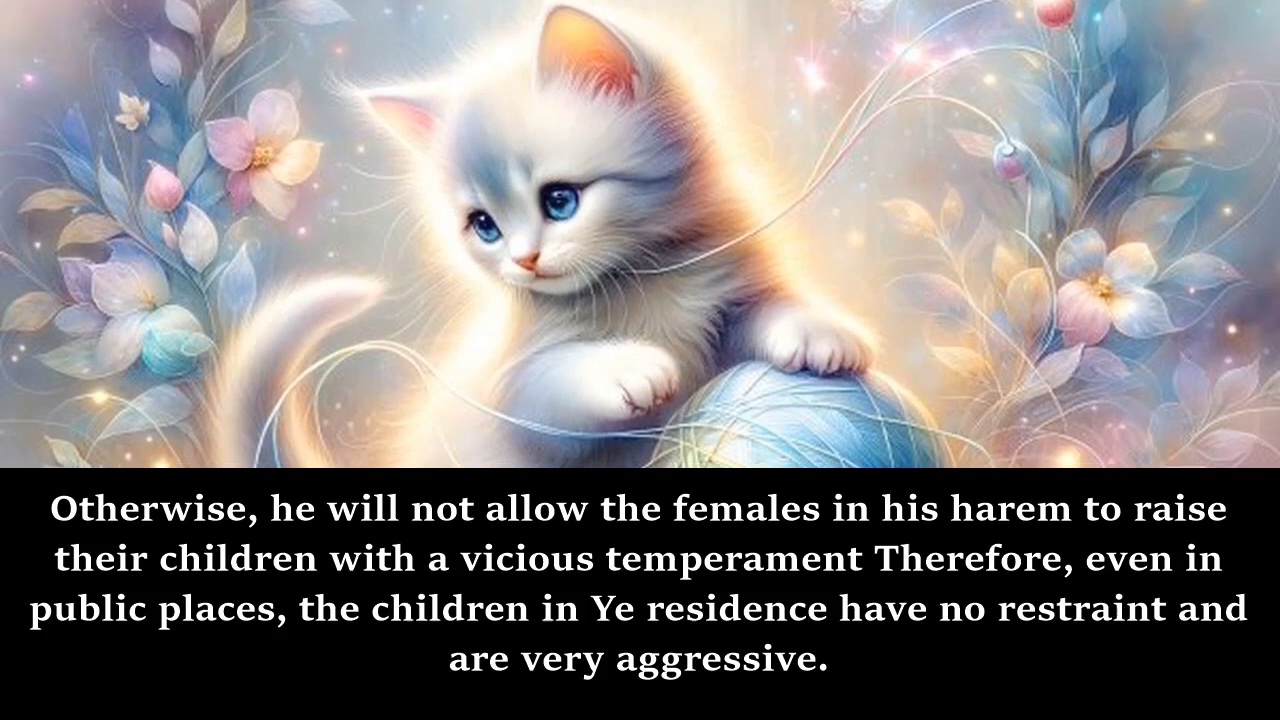 Otherwise, he will not allow the females in his harem to raise
their children with a vicious temperament Therefore, even in
public places, the children in Ye residence have no restraint and
are very aggressive.